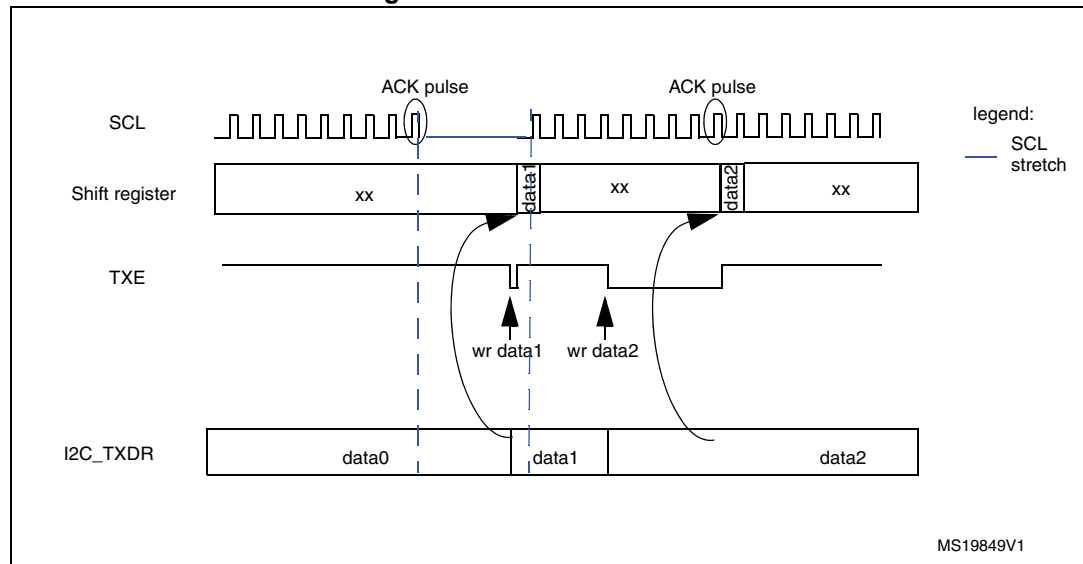 ACK pulse
ACK pulse
legend:
SCL
SCL
stretch
Shift register
xx
data1
xx
data2
xx
TXE
wr data1
wr data2
I2C_TXDR
data0
data1
data2
MS19849V1